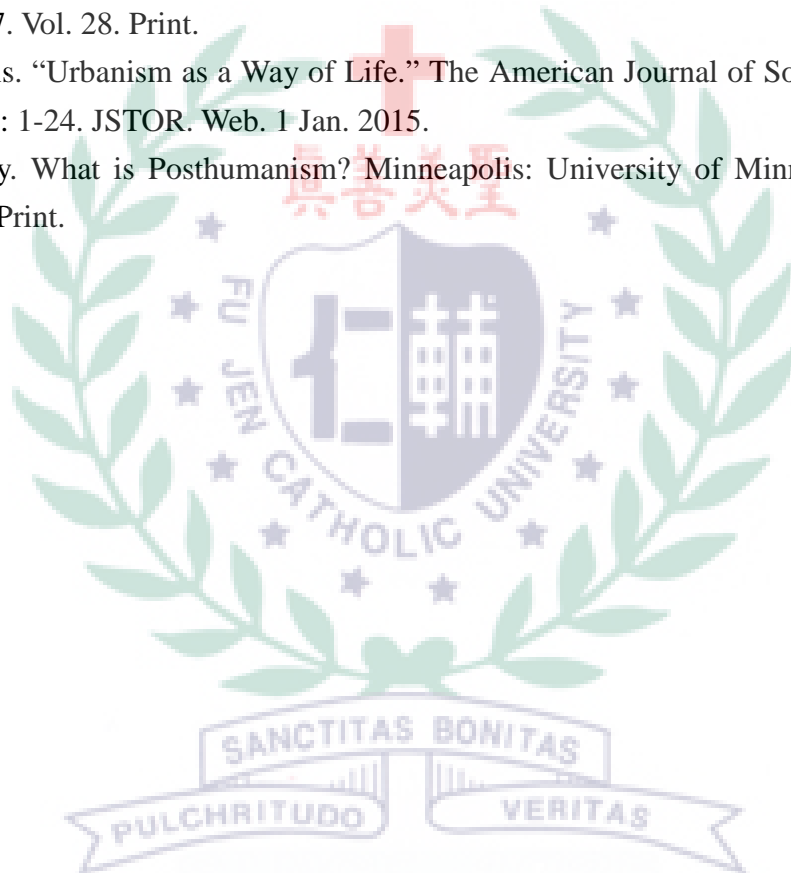 7. Vol. 28. Print.
s. “Urbanism as a Way of Life.” The American Journal of So
: 1-24. JSTOR. Web. 1 Jan. 2015.
y. What is Posthumanism? Minneapolis: University of Minn
Print.
真善美聖
FU JEN CATHOLIC UNIVERSITY
仁輔
SANCTITAS BONITAS
PULCHRITUDO VERITAS